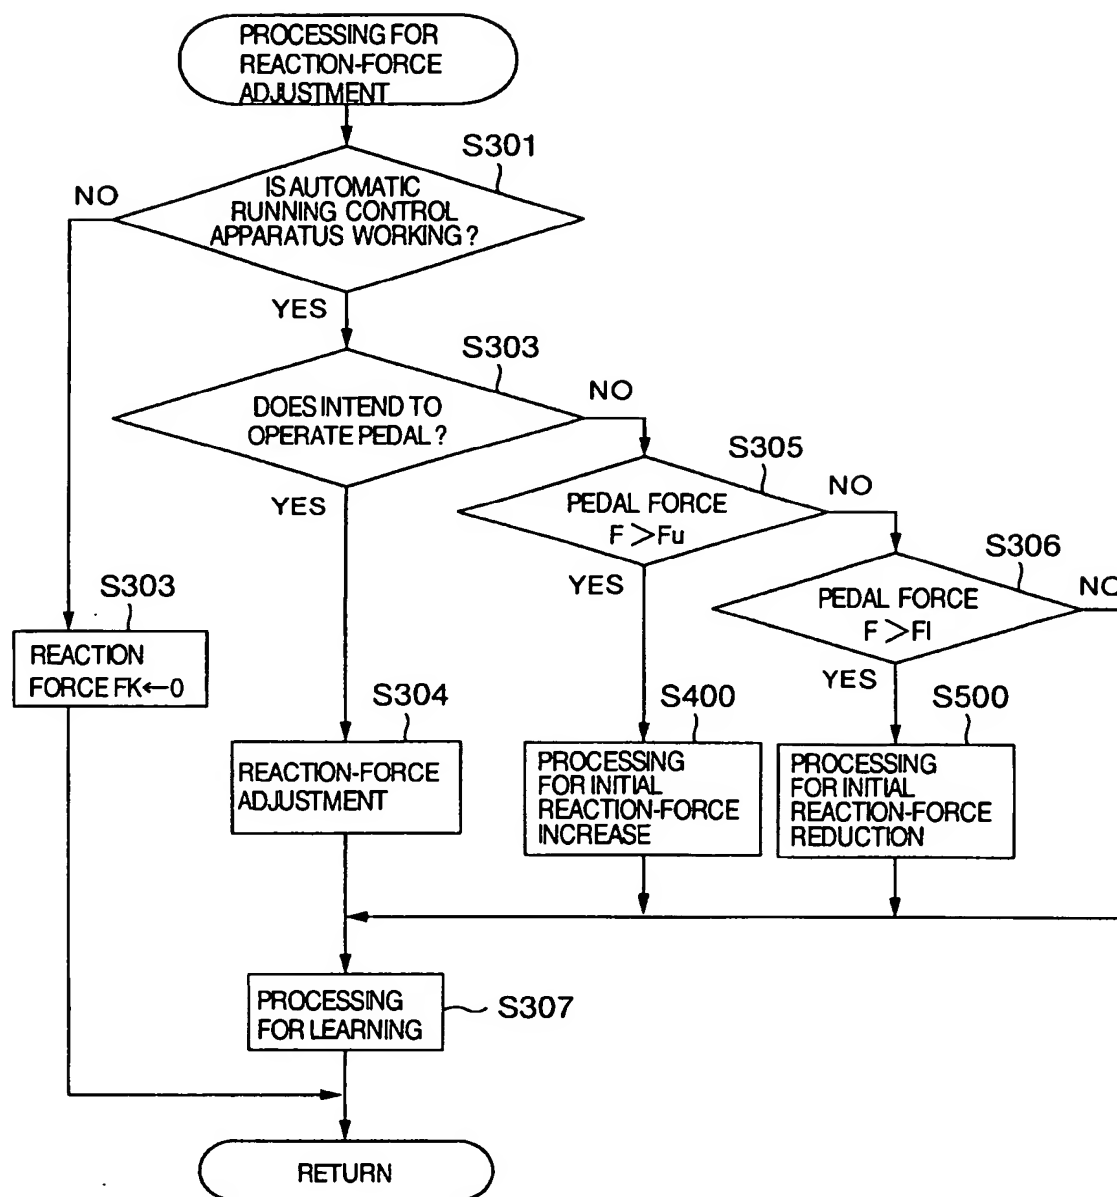 PROCESSING FOR
REACTION-FORCE
ADJUSTMENT
S301
IS AUTOMATIC
RUNNING CONTROL
APPARATUS WORKING?
NO
YES
S303
DOES INTEND TO
OPERATE PEDAL?
NO
YES
S305
PEDAL FORCE
F>Fu
NO
YES
S306
PEDAL FORCE
F>Fl
NO
YES
S303
REACTION
FORCE FK←0
S304
REACTION-FORCE
ADJUSTMENT
S400
PROCESSING
FOR INITIAL
REACTION-FORCE
INCREASE
S500
PROCESSING
FOR INITIAL
REACTION-FORCE
REDUCTION
PROCESSING
FOR LEARNING
S307
RETURN